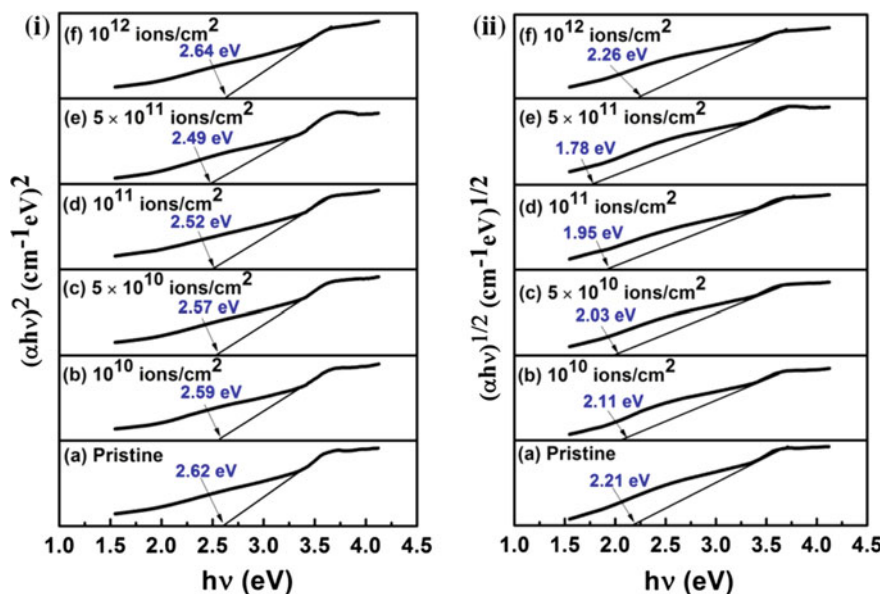 (i)
(f) 10¹² ions/cm²
2.64 eV
(e) 5 × 10¹¹ ions/cm²
2.49 eV
(d) 10¹¹ ions/cm²
2.52 eV
(c) 5 × 10¹⁰ ions/cm²
2.57 eV
(b) 10¹⁰ ions/cm²
2.59 eV
(a) Pristine
2.62 eV
(αhν)² (cm⁻¹eV)²
1.0 1.5 2.0 2.5 3.0 3.5 4.0 4.5
hν (eV)
(ii)
(f) 10¹² ions/cm²
2.26 eV
(e) 5 × 10¹¹ ions/cm²
1.78 eV
(d) 10¹¹ ions/cm²
1.95 eV
(c) 5 × 10¹⁰ ions/cm²
2.03 eV
(b) 10¹⁰ ions/cm²
2.11 eV
(a) Pristine
2.21 eV
(αhν)¹/² (cm⁻¹eV)¹/²
1.0 1.5 2.0 2.5 3.0 3.5 4.0 4.5
hν (eV)